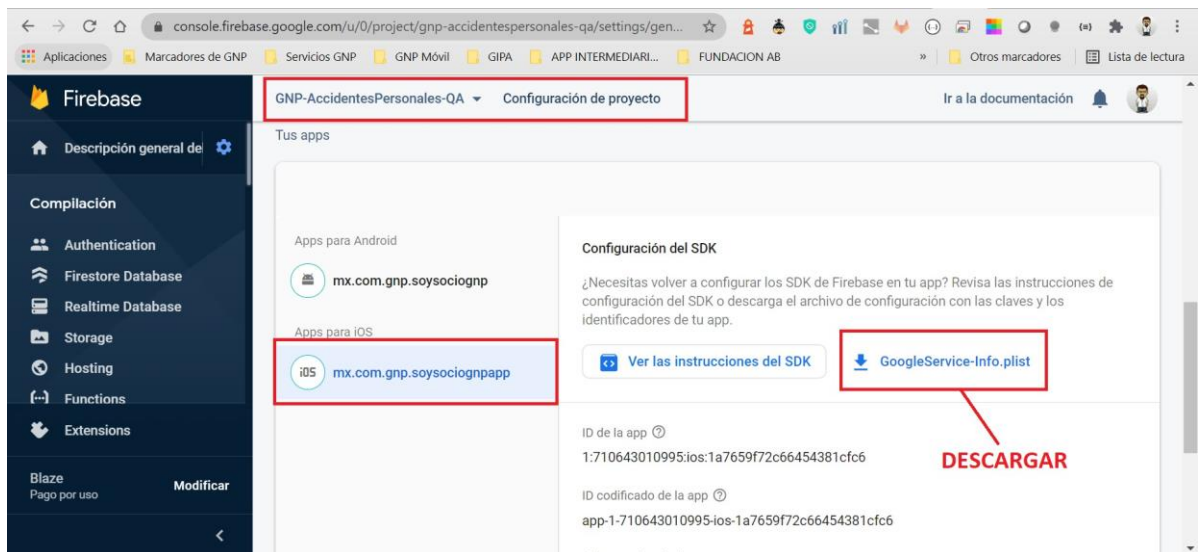 console.firebase.google.com/u/0/project/gnp-accidentespersonales-qa/settings/gen...
Aplicaciones Marcadores de GNP Servicios GNP GNP Móvil GIPA APP INTERMEDIARI... FUNDACION AB » Otros marcadores Lista de lectura
Firebase
GNP-AccidentesPersonales-QA Configuración de proyecto Ir a la documentación
Descripción general de
Tus apps
Compilación
Authentication
Firestore Database
Realtime Database
Storage
Hosting
Functions
Extensions
Blaze
Pago por uso
Modificar
Apps para Android
mx.com.gnp.soysociognp
Apps para iOS
iOS mx.com.gnp.soysociognpapp
Configuración del SDK
¿Necesitas volver a configurar los SDK de Firebase en tu app? Revisa las instrucciones de
configuración del SDK o descarga el archivo de configuración con las claves y los
identificadores de tu app.
Ver las instrucciones del SDK GoogleService-Info.plist
ID de la app
1:710643010995:ios:1a7659f72c66454381cfc6
DESCARGAR
ID codificado de la app
app-1-710643010995-ios-1a7659f72c66454381cfc6